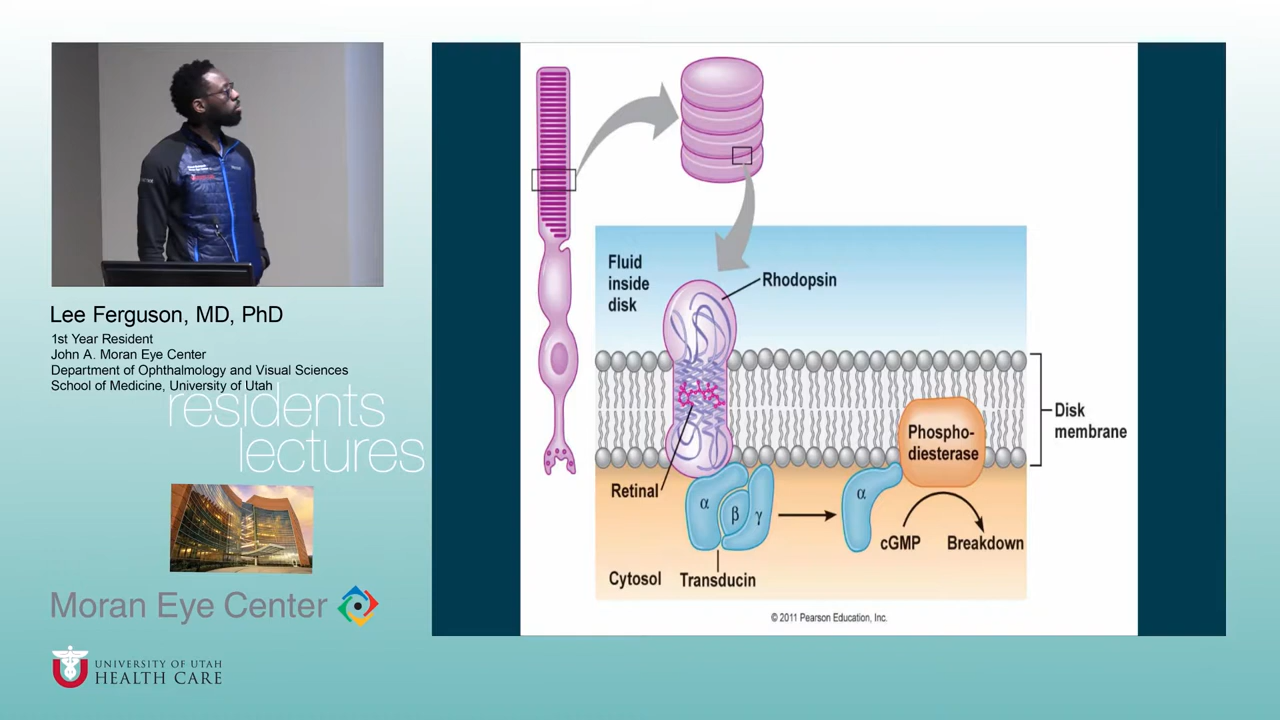 Lee Ferguson, MD, PhD
1st Year Resident
John A. Moran Eye Center
Department of Ophthalmology and Visual Sciences
School of Medicine, University of Utah
residents
lectures
Moran Eye Center
UNIVERSITY OF UTAH
HEALTH CARE
Fluid
inside
disk
Rhodopsin
Disk
membrane
Phospho-
diesterase
Retinal
α
β
γ
α
cGMP
Breakdown
Cytosol
Transducin
© 2011 Pearson Education, Inc.